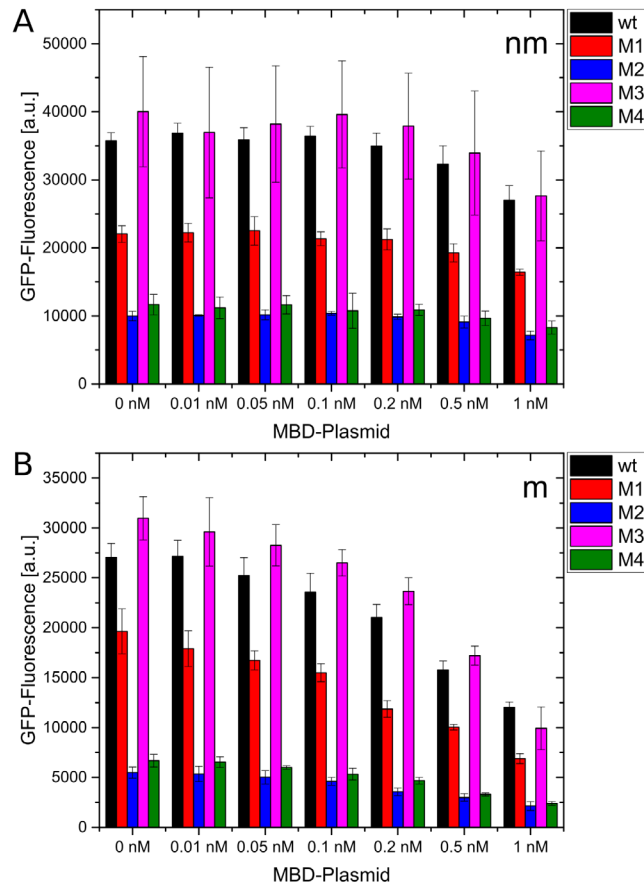 A
nm
wt
M1
M2
M3
M4
GFP-Fluorescence [a.u.]
50000
40000
30000
20000
10000
0
0 nM 0.01 nM 0.05 nM 0.1 nM 0.2 nM 0.5 nM 1 nM
MBD-Plasmid
B
m
wt
M1
M2
M3
M4
GFP-Fluorescence [a.u.]
35000
30000
25000
20000
15000
10000
5000
0
0 nM 0.01 nM 0.05 nM 0.1 nM 0.2 nM 0.5 nM 1 nM
MBD-Plasmid